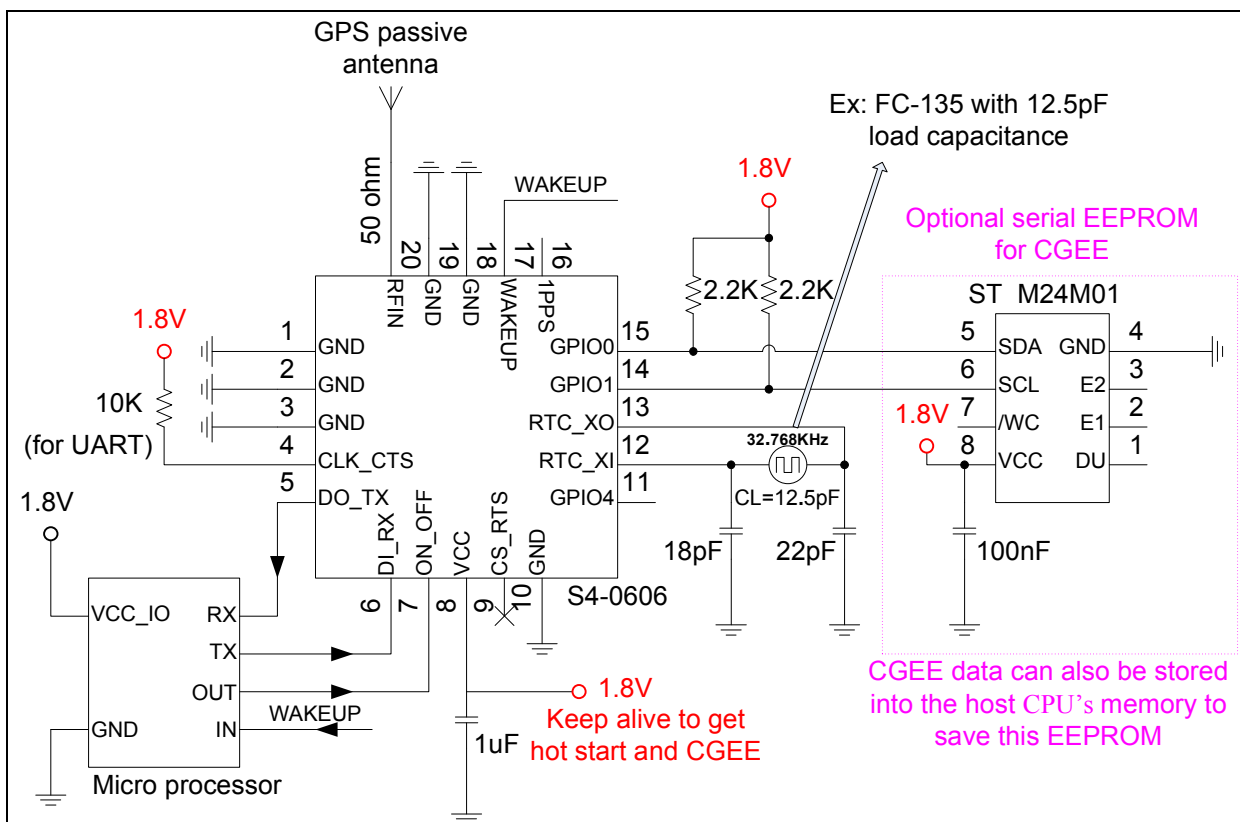 GPS passive
antenna
50 ohm
Ex: FC-135 with 12.5pF
load capacitance
1.8V
WAKEUP
Optional serial EEPROM
for CGEE
20
19
18
17
16
RFIN
GND
GND
WAKEUP
1PPS
2.2K
2.2K
ST M24M01
1.8V
10K
(for UART)
1
GND
2
GND
3
GND
4
CLK_CTS
5
DO_TX
15
GPIO0
14
GPIO1
13
RTC_XO
12
RTC_XI
11
GPIO4
32.768KHz
CL=12.5pF
18pF
22pF
5
SDA
6
SCL
7
/WC
8
VCC
GND
4
E2
3
E1
2
DU
1
1.8V
100nF
DI_RX
ON_OFF
VCC
CS_RTS
GND
6
7
8
9
10
S4-0606
1.8V
VCC_IO
GND
RX
TX
OUT
IN
WAKEUP
Micro processor
1uF
1.8V
Keep alive to get
hot start and CGEE
CGEE data can also be stored
into the host CPU's memory to
save this EEPROM